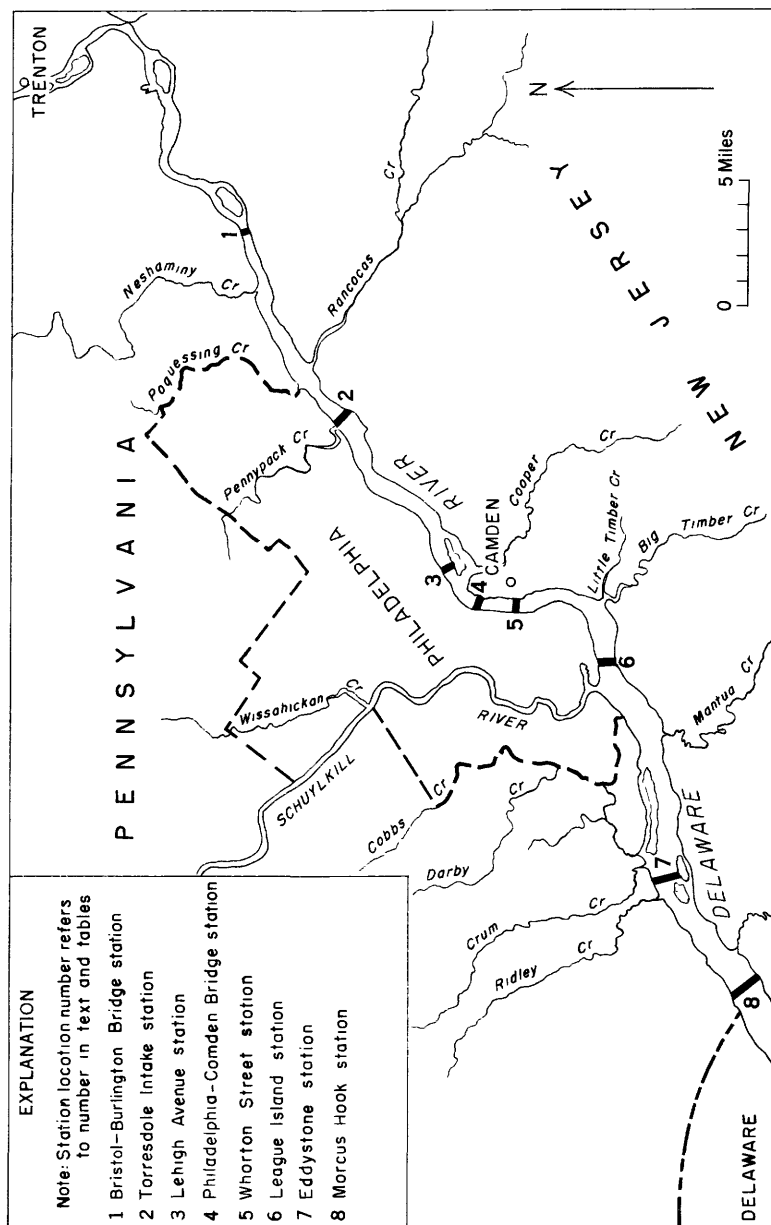 EXPLANATION
Note: Station location number refers
to number in text and tables
1 Bristol-Burlington Bridge station
2 Torresdole Intake station
3 Lehigh Avenue station
4 Philadelphia-Comden Bridge station
5 Whorton Street station
6 League Island station
7 Eddystone station
8 Morcus Hook station
PENNSYLVANIA
TRENTON
Neshaminy
Cr
1
Poquessing Cr
Pennypack Cr
Rancocas
Cr
2
RIVER
PHILADELPHIA
Wissahickan
Cr
SCHUYLKILL
RIVER
3
CAMDEN
Cooper
Cr
4
5
Little Timber Cr
Big
Timber Cr
6
Cobbs
Cr
Darby
Cr
Crum
Cr
Ridley
Cr
Mantua
Cr
7
DELAWARE
8
DELAWARE
NEW JERSEY
N
0
5 Miles